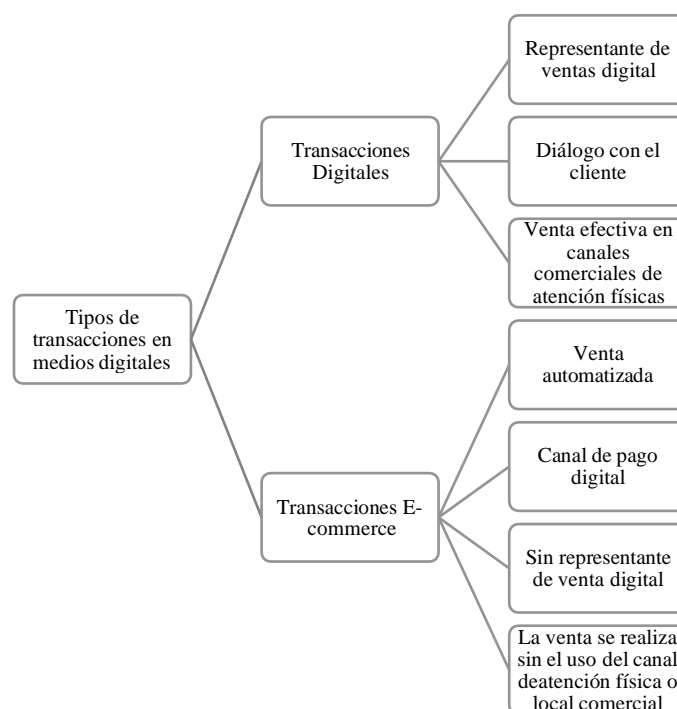 Tipos de
transacciones en
medios digitales
Transacciones
Digitales
Representante de
ventas digital
Diálogo con el
cliente
Venta efectiva en
canales
comerciales de
atención físicas
Transacciones E-
commerce
Venta
automatizada
Canal de pago
digital
Sin representante
de venta digital
La venta se realiza
sin el uso del canal
deatención física o
local comercial